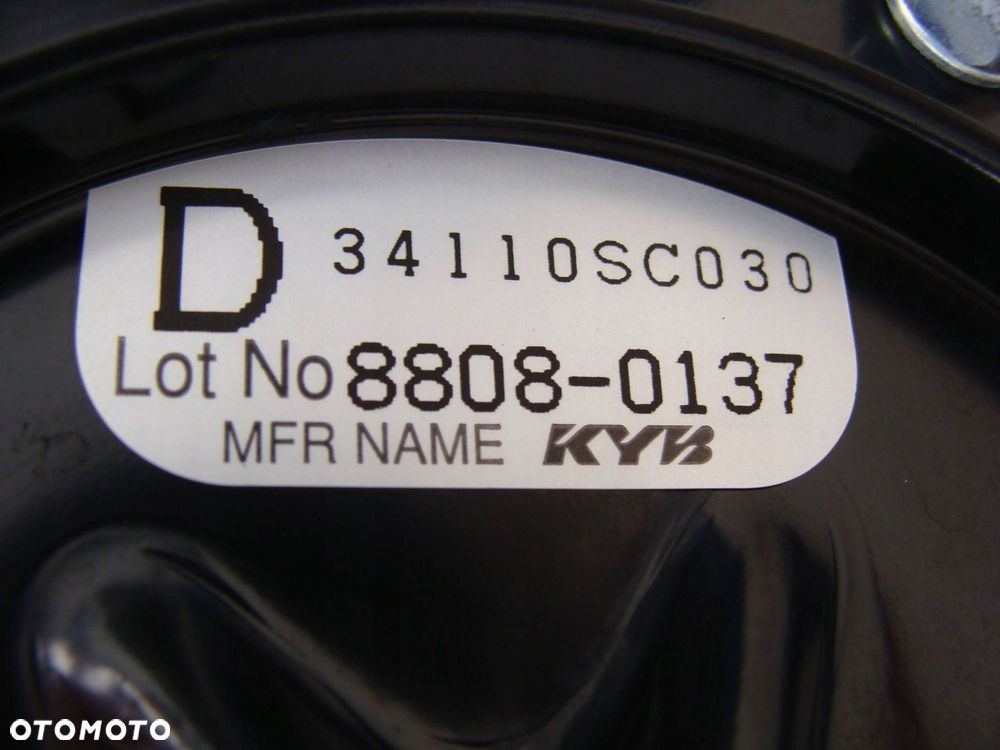 D 34110SC030
Lot No 8808-0137
MFR NAME KYB
OTOMOTO